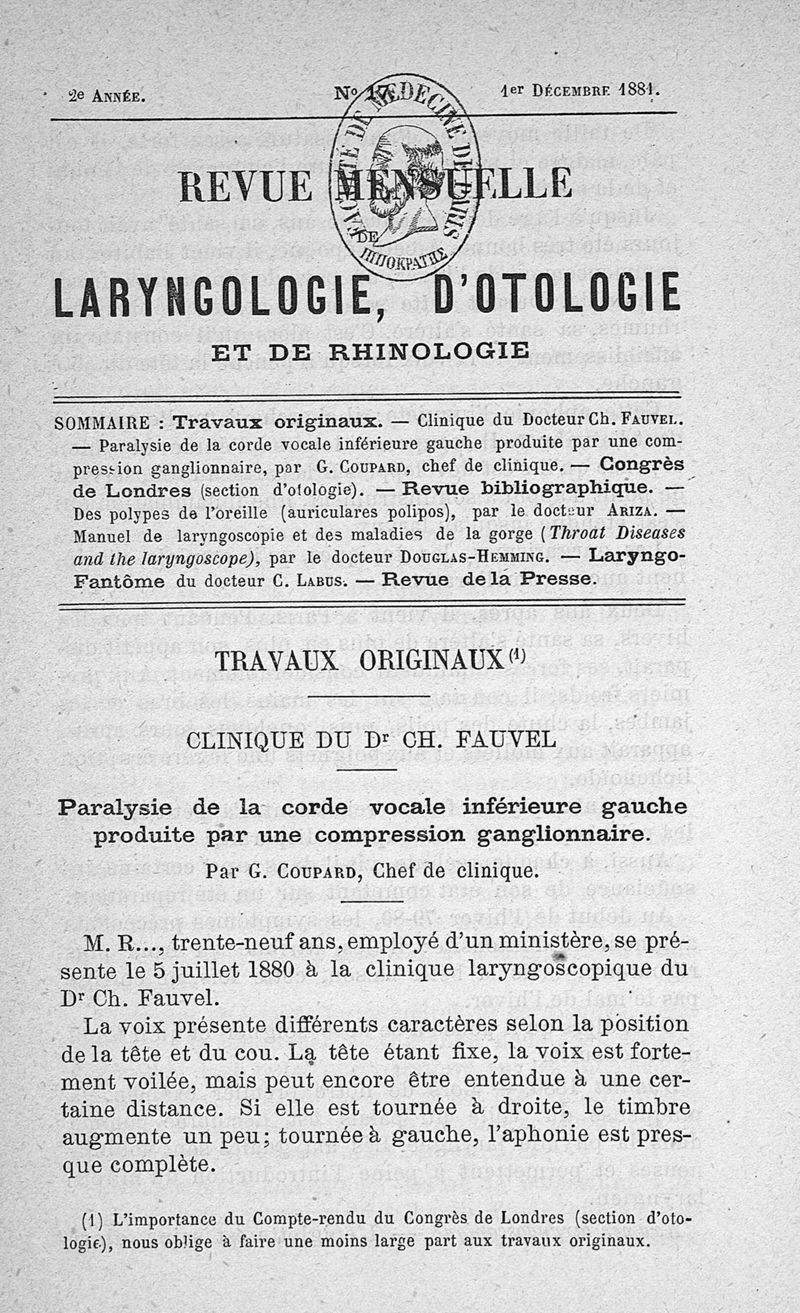 2e ANNÉE. No 17. 1er DÉCEMBRE 1881.
FACULTÉ DE MÉDECINE DE PARIS
ΙΠΠΟΚΡΑΤΗΣ
REVUE MENSUELLE
DE
LARYNGOLOGIE, D'OTOLOGIE
ET DE RHINOLOGIE
SOMMAIRE : Travaux originaux. — Clinique du Docteur Ch. FAUVEL.
— Paralysie de la corde vocale inférieure gauche produite par une com-
pression ganglionnaire, par G. COUPARD, chef de clinique. — Congrès
de Londres (section d'otologie). — Revue bibliographique. —
Des polypes de l'oreille (auriculares polipos), par le docteur ARIZA. —
Manuel de laryngoscopie et des maladies de la gorge (Throat Diseases
and the laryngoscope), par le docteur DOUGLAS-HEMMING. — Laryngo-
Fantôme du docteur C. LABUS. — Revue de la Presse.
TRAVAUX ORIGINAUX (1)
CLINIQUE DU Dr CH. FAUVEL
Paralysie de la corde vocale inférieure gauche
produite par une compression ganglionnaire.
Par G. COUPARD, Chef de clinique.
M. R..., trente-neuf ans, employé d'un ministère, se pré-
sente le 5 juillet 1880 à la clinique laryngoscopique du
Dr Ch. Fauvel.
La voix présente différents caractères selon la position
de la tête et du cou. La tête étant fixe, la voix est forte-
ment voilée, mais peut encore être entendue à une cer-
taine distance. Si elle est tournée à droite, le timbre
augmente un peu; tournée à gauche, l'aphonie est pres-
que complète.
(1) L'importance du Compte-rendu du Congrès de Londres (section d'oto-
logie), nous oblige à faire une moins large part aux travaux originaux.